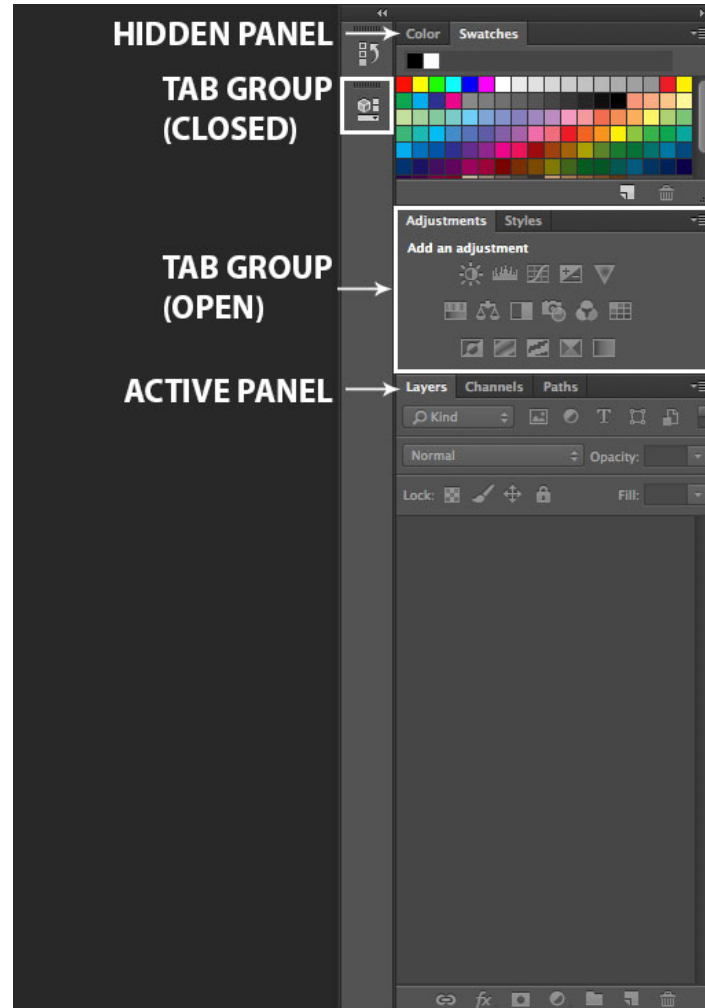 HIDDEN PANEL
Color Swatches
TAB GROUP
(CLOSED)
Adjustments Styles
Add an adjustment
TAB GROUP
(OPEN)
ACTIVE PANEL
Layers Channels Paths
Kind
T
Normal Opacity:
Lock: Fill:
fx